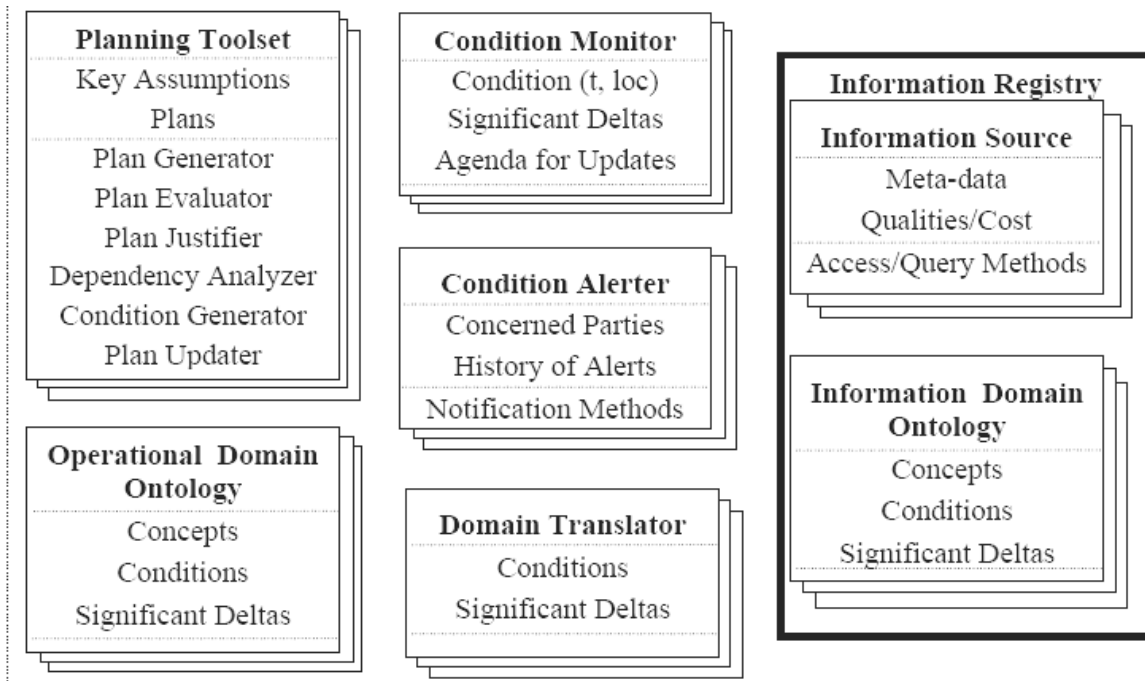 Planning Toolset
Key Assumptions
Plans
Plan Generator
Plan Evaluator
Plan Justifier
Dependency Analyzer
Condition Generator
Plan Updater
Operational Domain
Ontology
Concepts
Conditions
Significant Deltas
Condition Monitor
Condition (t, loc)
Significant Deltas
Agenda for Updates
Condition Alerter
Concerned Parties
History of Alerts
Notification Methods
Domain Translator
Conditions
Significant Deltas
Information Registry
Information Source
Meta-data
Qualities/Cost
Access/Query Methods
Information Domain
Ontology
Concepts
Conditions
Significant Deltas